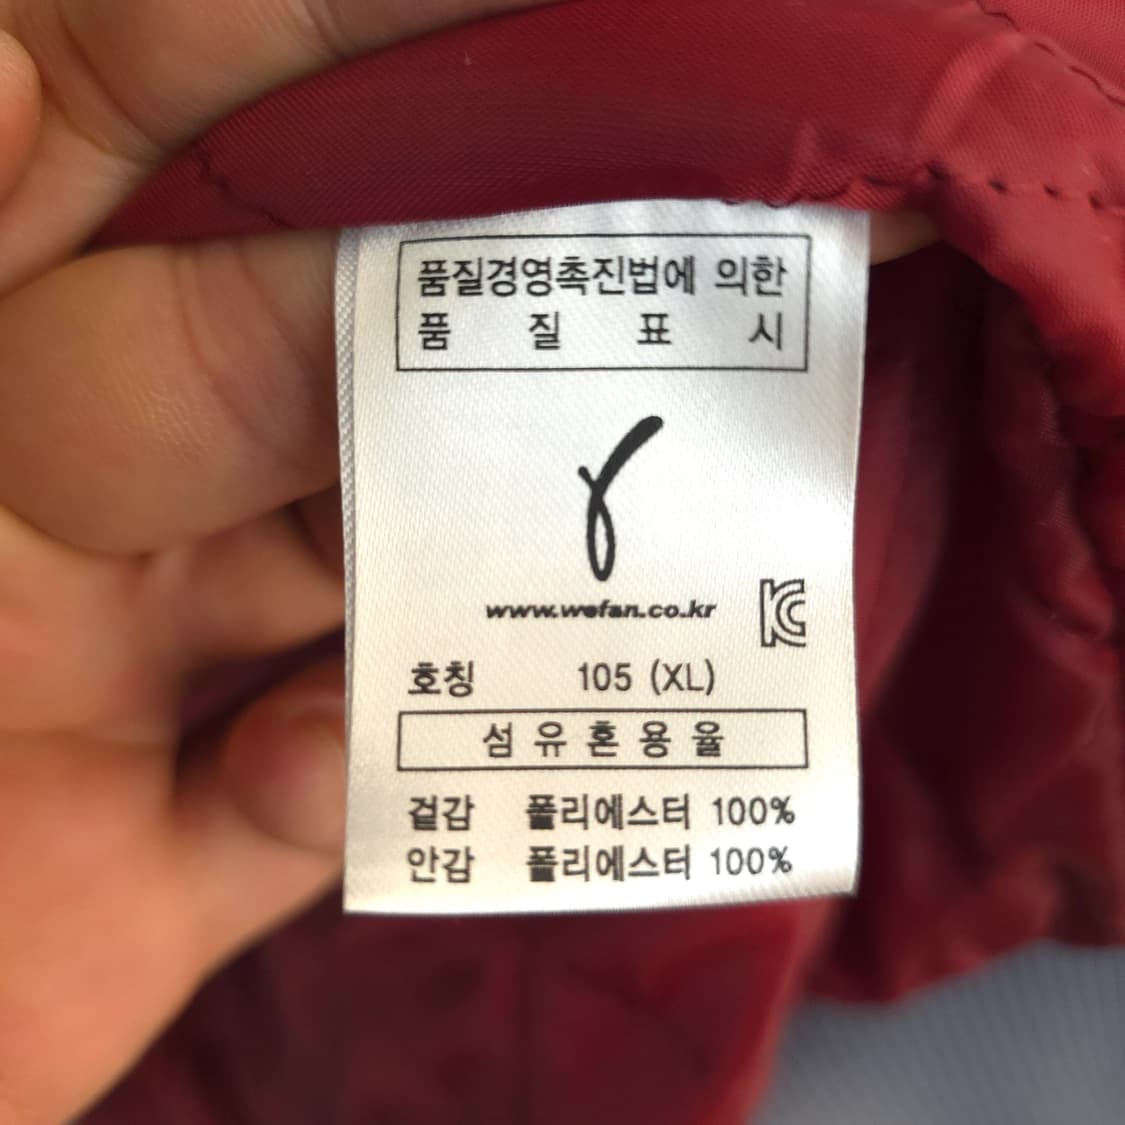 품질경영촉진법에 의한
품 질 표 시
www.wefan.co.kr
KC
호칭 105 (XL)
섬유혼용율
겉감 폴리에스터 100%
안감 폴리에스터 100%